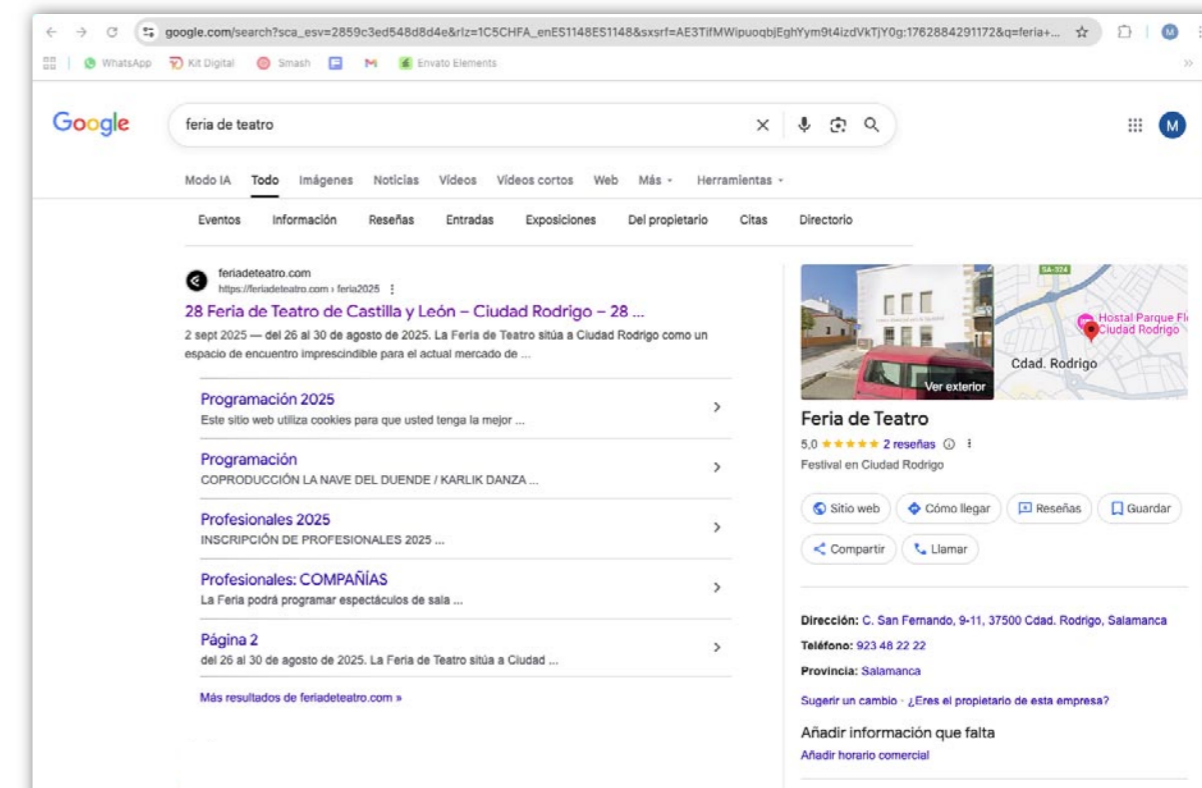 google.com/search?sca_esv=2859c3ed548d8d4e&rlz=1C5CHFA_enES1148ES1148&sxsrf=AE3TifMWipuoqbjEghYym9t4izdVkTjY0g:1762884291172&q=feria+...
M
WhatsApp Kit Digital Smash Envato Elements
Google feria de teatro M
Modo IA Todo Imágenes Noticias Vídeos Vídeos cortos Web Más Herramientas
Eventos Información Reseñas Entradas Exposiciones Del propietario Citas Directorio
feriadeteatro.com
https://feriadeteatro.com › feria2025
28 Feria de Teatro de Castilla y León – Ciudad Rodrigo – 28 ...
2 sept 2025 — del 26 al 30 de agosto de 2025. La Feria de Teatro sitúa a Ciudad Rodrigo como un
espacio de encuentro imprescindible para el actual mercado de ...
Programación 2025
Este sitio web utiliza cookies para que usted tenga la mejor ...
Programación
COPRODUCCIÓN LA NAVE DEL DUENDE / KARLIK DANZA ...
Profesionales 2025
INSCRIPCIÓN DE PROFESIONALES 2025 ...
Profesionales: COMPAÑÍAS
La Feria podrá programar espectáculos de sala ...
Página 2
del 26 al 30 de agosto de 2025. La Feria de Teatro sitúa a Ciudad ...
Más resultados de feriadeteatro.com »
Ver exterior
SA-324
Hostal Parque
Ciudad Rodrigo
Cdad. Rodrigo
Feria de Teatro
5,0 ★★★★★ 2 reseñas
Festival en Ciudad Rodrigo
Sitio web Cómo llegar Reseñas Guardar
Compartir Llamar
Dirección: C. San Fernando, 9-11, 37500 Cdad. Rodrigo, Salamanca
Teléfono: 923 48 22 22
Provincia: Salamanca
Sugerir un cambio · ¿Eres el propietario de esta empresa?
Añadir información que falta
Añadir horario comercial